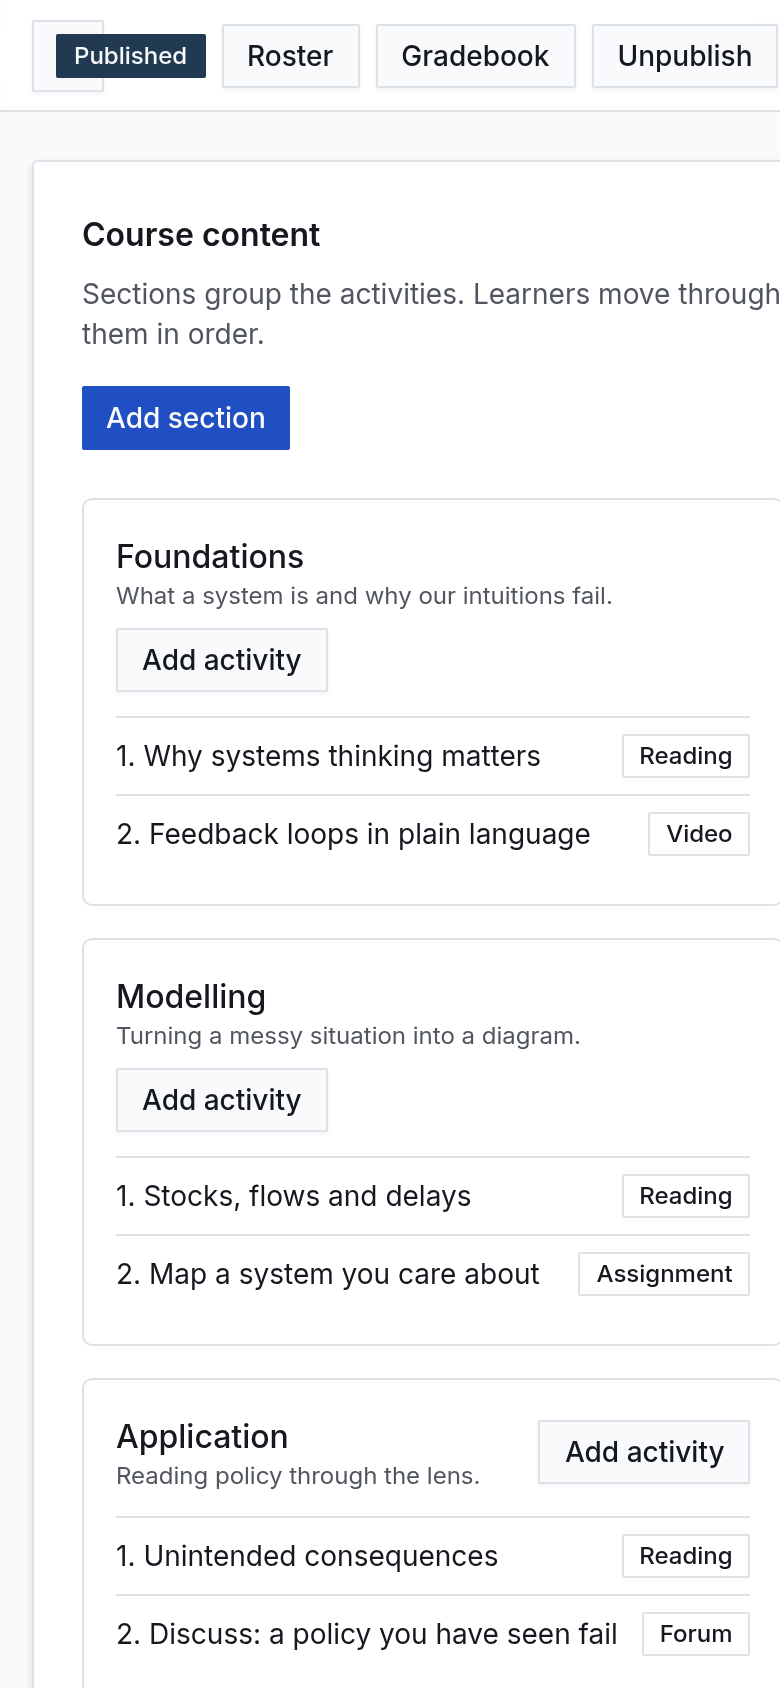 Published Roster Gradebook Unpublish
Course content
Sections group the activities. Learners move through
them in order.
Add section
Foundations
What a system is and why our intuitions fail.
Add activity
1. Why systems thinking matters Reading
2. Feedback loops in plain language Video
Modelling
Turning a messy situation into a diagram.
Add activity
1. Stocks, flows and delays Reading
2. Map a system you care about Assignment
Application
Add activity
Reading policy through the lens.
1. Unintended consequences Reading
2. Discuss: a policy you have seen fail Forum